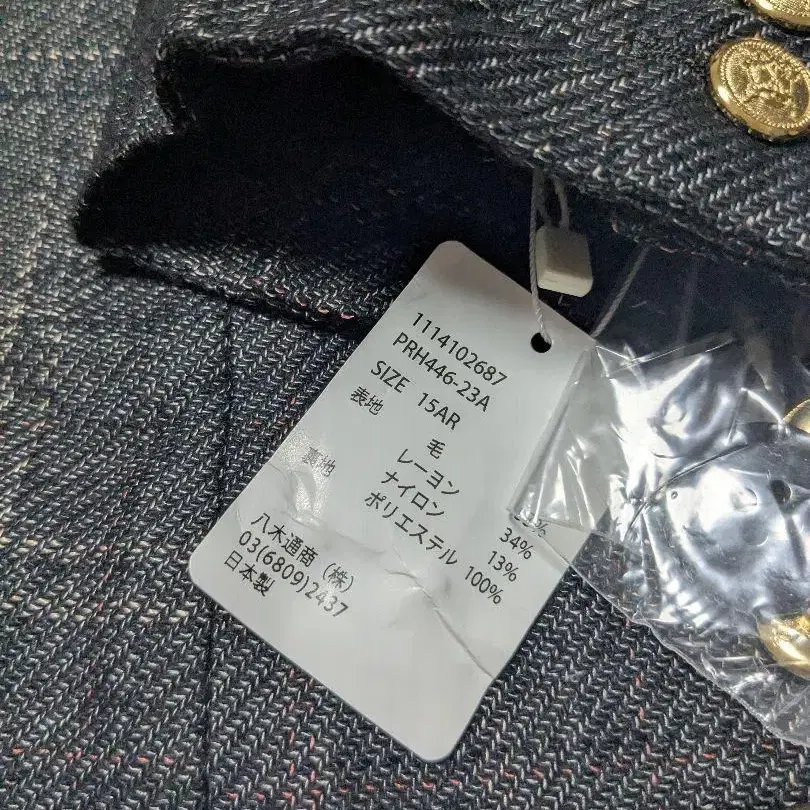 1114102687
PRH446-23A
SIZE 15AR
表地
毛
レーヨン 34%
ナイロン 13%
裏地 ポリエステル 100%
八木通商（株）
03(6809)2437
日本製